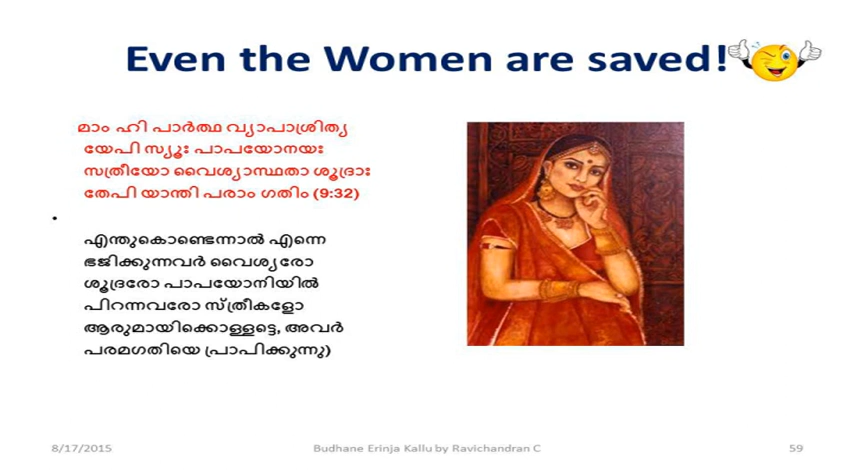 Even the Women are saved!
മാം ഹി പാർത്ഥ വ്യാപാശ്രിത്യ
യേപി സ്യൂഃ പാപയോനയഃ
സത്രീയോ വൈശ്യാസ്ഥതാ ശൂദ്രാഃ
തേപി യാന്തി പരാം ഗതിം (9:32)
എന്തുകൊണ്ടെന്നാൽ എന്നെ
ഭജിക്കുന്നവർ വൈശ്യരോ
ശൂദ്രരോ പാപയോനിയിൽ
പിറന്നവരോ സ്ത്രീകളോ
ആരുമായിക്കൊള്ളട്ടെ, അവർ
പരമഗതിയെ പ്രാപിക്കുന്നു)
8/17/2015 Budhane Erinja Kallu by Ravichandran C 59